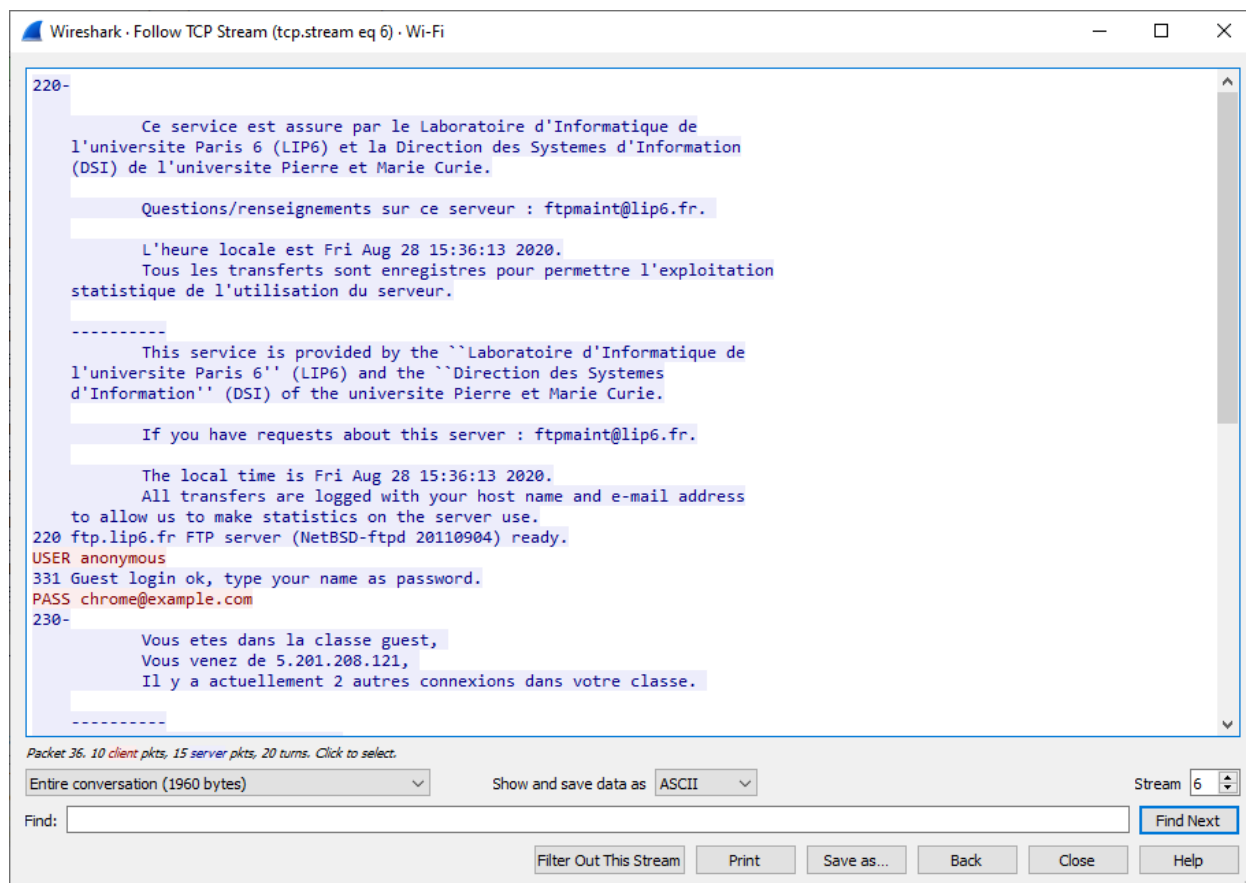 Wireshark · Follow TCP Stream (tcp.stream eq 6) · Wi-Fi
220-
Ce service est assure par le Laboratoire d'Informatique de
l'universite Paris 6 (LIP6) et la Direction des Systemes d'Information
(DSI) de l'universite Pierre et Marie Curie.
Questions/renseignements sur ce serveur : ftpmaint@lip6.fr.
L'heure locale est Fri Aug 28 15:36:13 2020.
Tous les transferts sont enregistres pour permettre l'exploitation
statistique de l'utilisation du serveur.
----------
This service is provided by the ``Laboratoire d'Informatique de
l'universite Paris 6'' (LIP6) and the ``Direction des Systemes
d'Information'' (DSI) of the universite Pierre et Marie Curie.
If you have requests about this server : ftpmaint@lip6.fr.
The local time is Fri Aug 28 15:36:13 2020.
All transfers are logged with your host name and e-mail address
to allow us to make statistics on the server use.
220 ftp.lip6.fr FTP server (NetBSD-ftpd 20110904) ready.
USER anonymous
331 Guest login ok, type your name as password.
PASS chrome@example.com
230-
Vous etes dans la classe guest,
Vous venez de 5.201.208.121,
Il y a actuellement 2 autres connexions dans votre classe.
----------
Packet 36. 10 client pkts, 15 server pkts, 20 turns. Click to select.
Entire conversation (1960 bytes) Show and save data as ASCII Stream 6
Find: Find Next
Filter Out This Stream Print Save as... Back Close Help